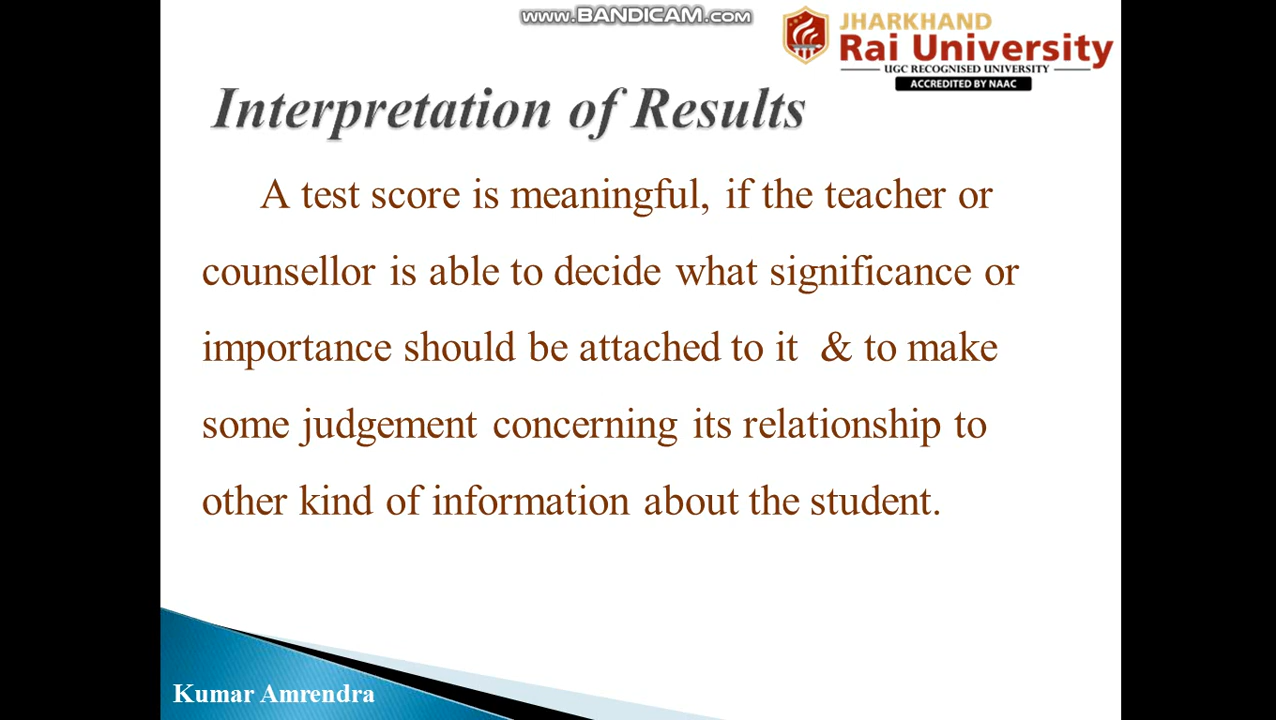 www.BANDICAM.com
JHARKHAND
Rai University
UGC RECOGNISED UNIVERSITY
ACCREDITED BY NAAC
Interpretation of Results
A test score is meaningful, if the teacher or
counsellor is able to decide what significance or
importance should be attached to it & to make
some judgement concerning its relationship to
other kind of information about the student.
Kumar Amrendra